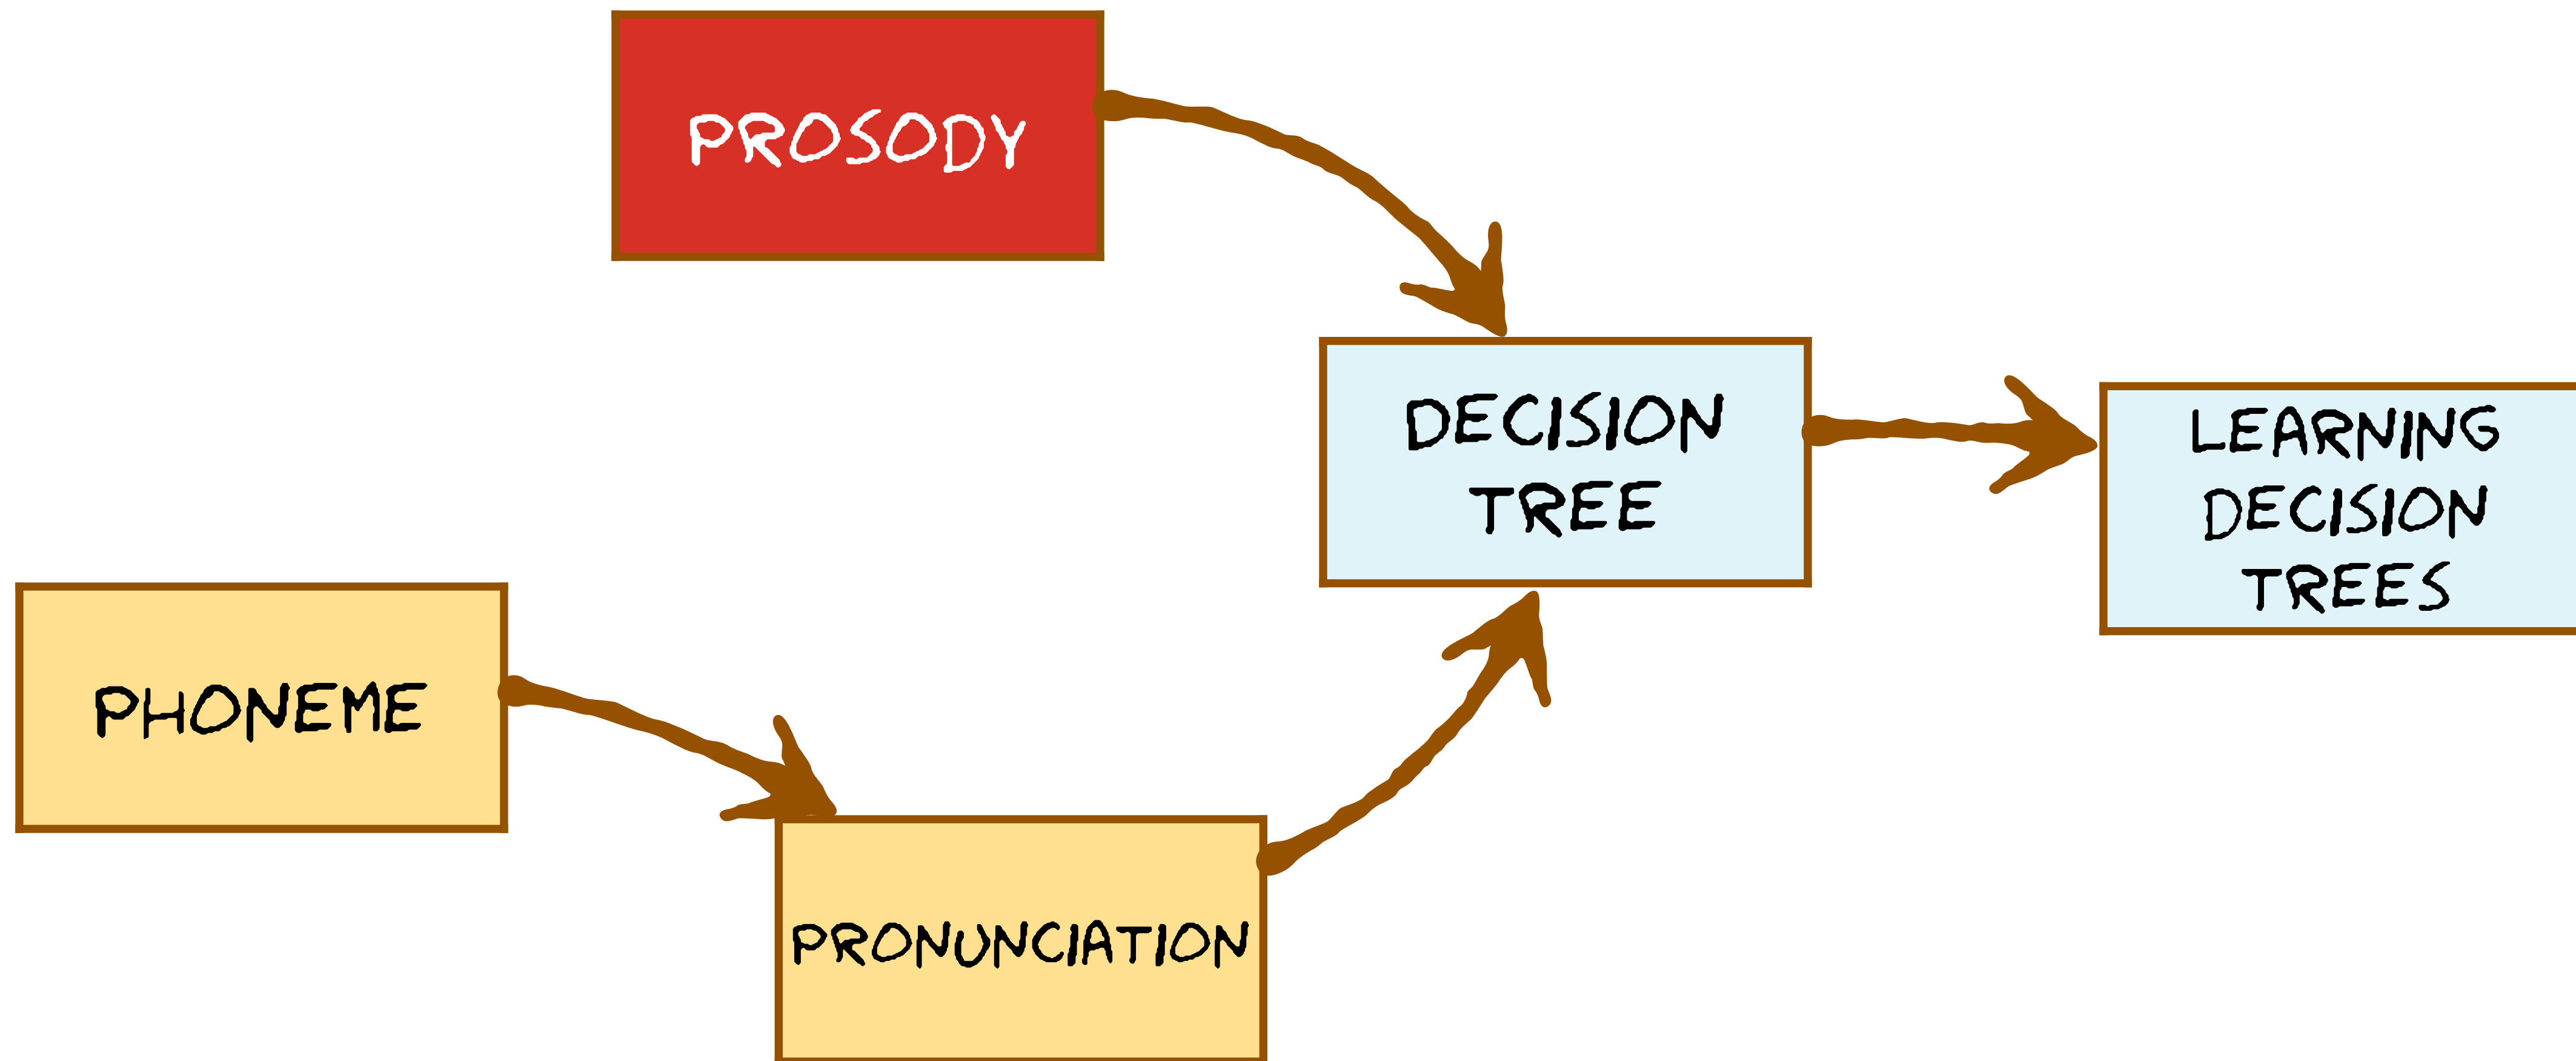 PROSODY
DECISION
TREE
LEARNING
DECISION
TREES
PHONEME
PRONUNCIATION